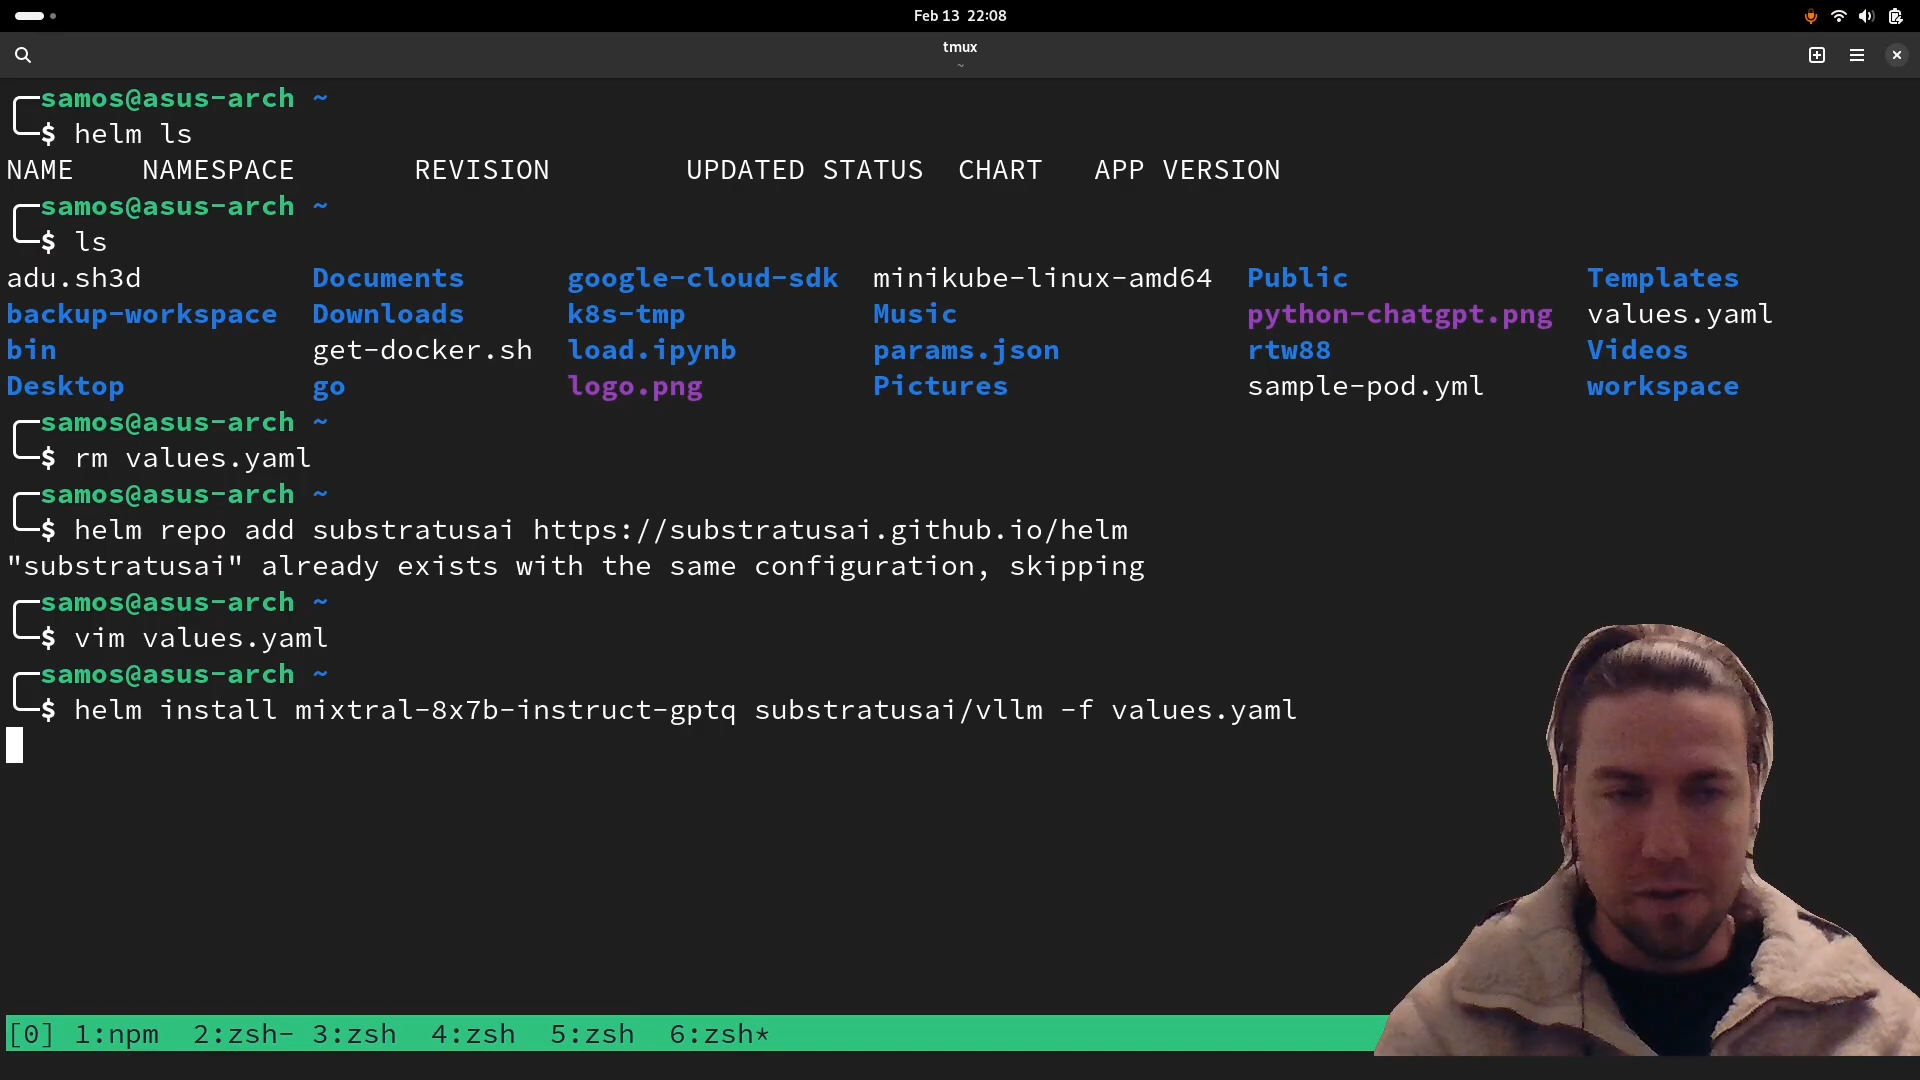 Feb 13 22:08
tmux
~
samos@asus-arch ~
$ helm ls
NAME NAMESPACE REVISION UPDATED STATUS CHART APP VERSION
samos@asus-arch ~
$ ls
adu.sh3d Documents google-cloud-sdk minikube-linux-amd64 Public Templates
backup-workspace Downloads k8s-tmp Music python-chatgpt.png values.yaml
bin get-docker.sh load.ipynb params.json rtw88 Videos
Desktop go logo.png Pictures sample-pod.yml workspace
samos@asus-arch ~
$ rm values.yaml
samos@asus-arch ~
$ helm repo add substratusai https://substratusai.github.io/helm
"substratusai" already exists with the same configuration, skipping
samos@asus-arch ~
$ vim values.yaml
samos@asus-arch ~
$ helm install mixtral-8x7b-instruct-gptq substratusai/vllm -f values.yaml
[0] 1:npm 2:zsh- 3:zsh 4:zsh 5:zsh 6:zsh*